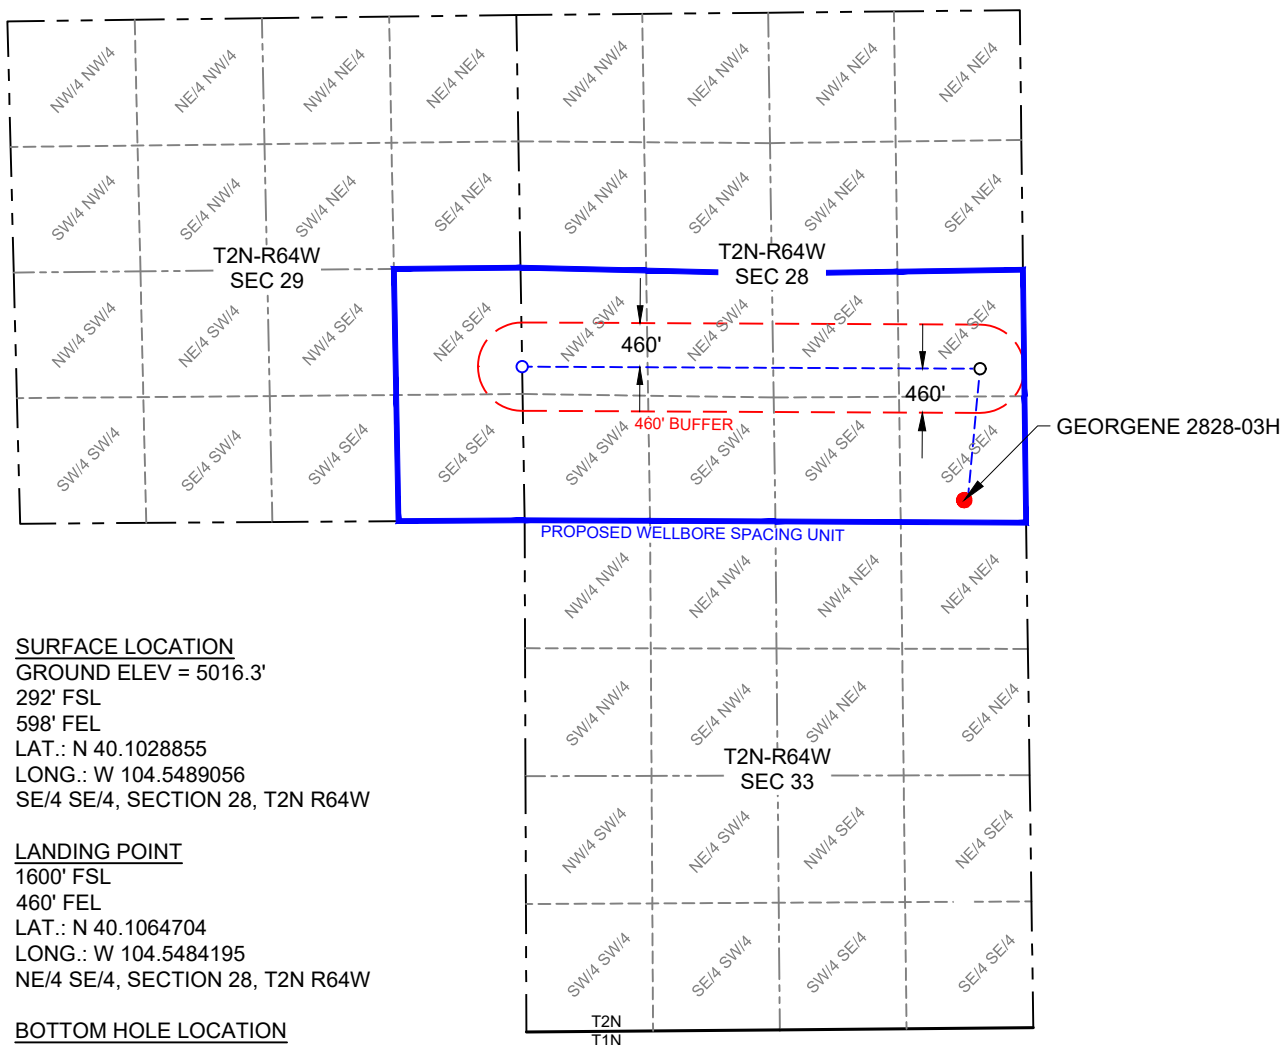 NW/4 NW/4
NE/4 NW/4
NW/4 NE/4
NE/4 NE/4
NW/4 NW/4
NE/4 NW/4
NW/4 NE/4
NE/4 NE/4
SW/4 NW/4
SE/4 NW/4
SW/4 NE/4
SE/4 NE/4
SW/4 NW/4
SE/4 NW/4
SW/4 NE/4
SE/4 NE/4
T2N-R64W
SEC 29
T2N-R64W
SEC 28
NW/4 SW/4
NE/4 SW/4
NW/4 SE/4
NE/4 SE/4
NW/4 SW/4
NE/4 SW/4
NW/4 SE/4
NE/4 SE/4
460'
460'
460' BUFFER
GEORGENE 2828-03H
SW/4 SW/4
SE/4 SW/4
SW/4 SE/4
SE/4 SE/4
SW/4 SW/4
SE/4 SW/4
SW/4 SE/4
SE/4 SE/4
PROPOSED WELLBORE SPACING UNIT
NW/4 NW/4
NE/4 NW/4
NW/4 NE/4
NE/4 NE/4
SW/4 NW/4
SE/4 NW/4
SW/4 NE/4
SE/4 NE/4
T2N-R64W
SEC 33
NW/4 SW/4
NE/4 SW/4
NW/4 SE/4
NE/4 SE/4
SW/4 SW/4
SE/4 SW/4
SW/4 SE/4
SE/4 SE/4
T2N
T1N
SURFACE LOCATION
GROUND ELEV = 5016.3'
292' FSL
598' FEL
LAT.: N 40.1028855
LONG.: W 104.5489056
SE/4 SE/4, SECTION 28, T2N R64W
LANDING POINT
1600' FSL
460' FEL
LAT.: N 40.1064704
LONG.: W 104.5484195
NE/4 SE/4, SECTION 28, T2N R64W
BOTTOM HOLE LOCATION